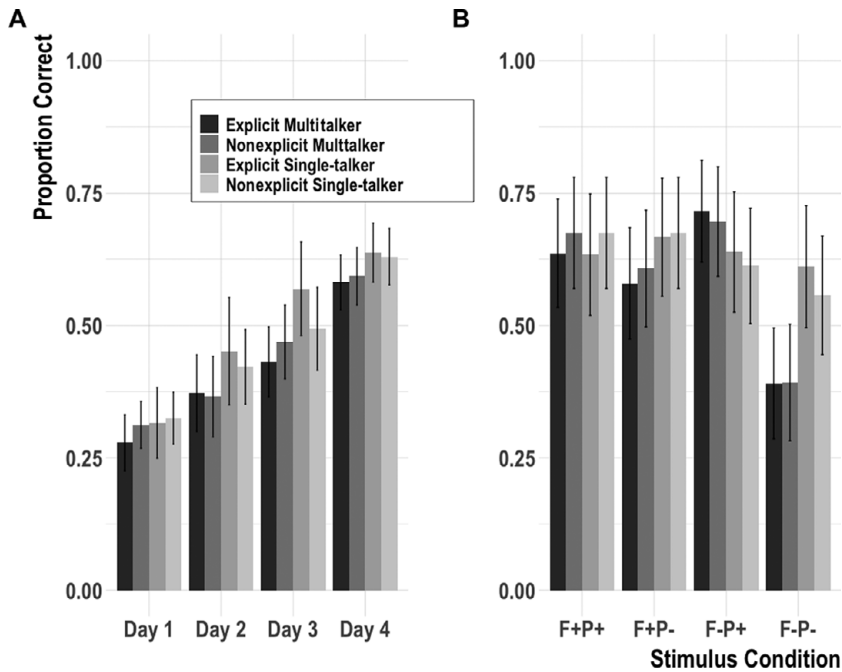 A
B
Proportion Correct
1.00
0.75
0.50
0.25
0.00
Explicit Multitalker
Nonexplicit Multtalker
Explicit Single-talker
Nonexplicit Single-talker
Day 1 Day 2 Day 3 Day 4
1.00
0.75
0.50
0.25
0.00
F+P+ F+P- F-P+ F-P-
Stimulus Condition